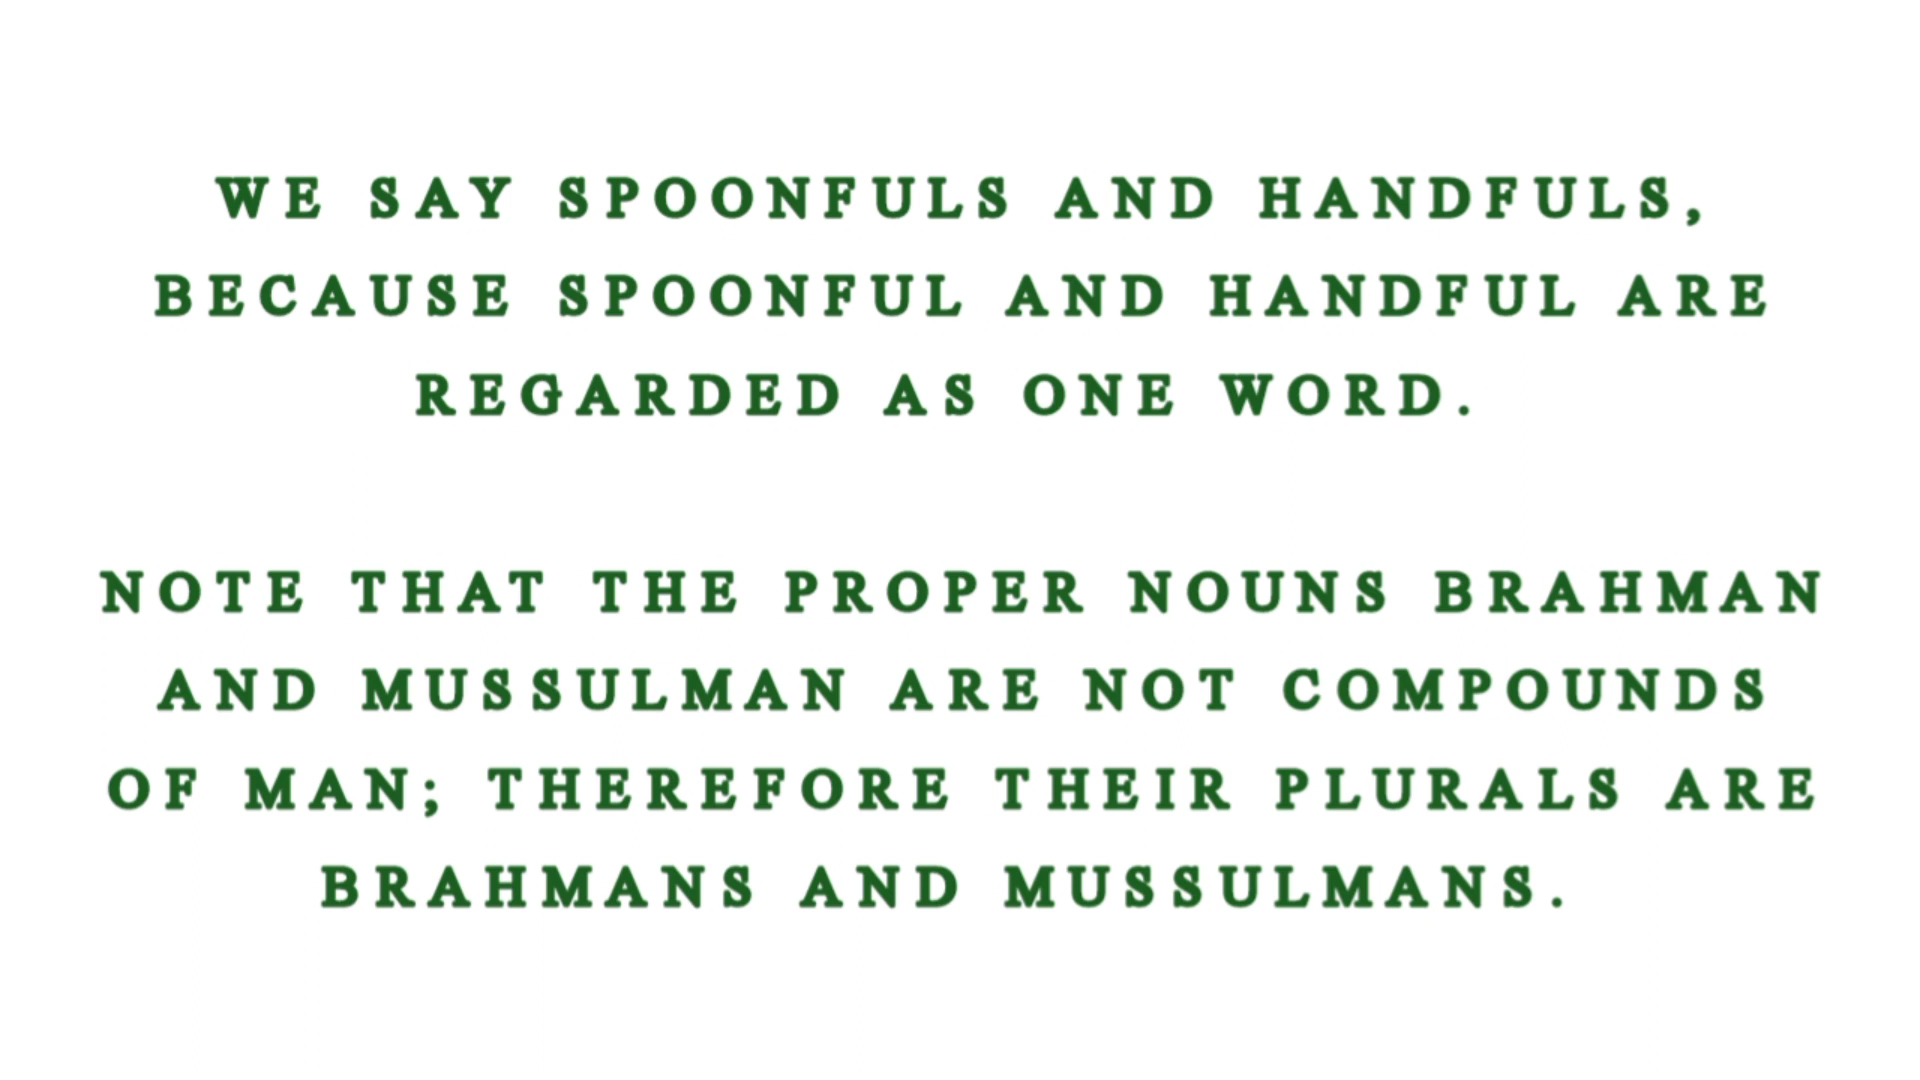 WE SAY SPOONFULS AND HANDFULS,
BECAUSE SPOONFUL AND HANDFUL ARE
REGARDED AS ONE WORD.
NOTE THAT THE PROPER NOUNS BRAHMAN
AND MUSSULMAN ARE NOT COMPOUNDS
OF MAN; THEREFORE THEIR PLURALS ARE
BRAHMANS AND MUSSULMANS.